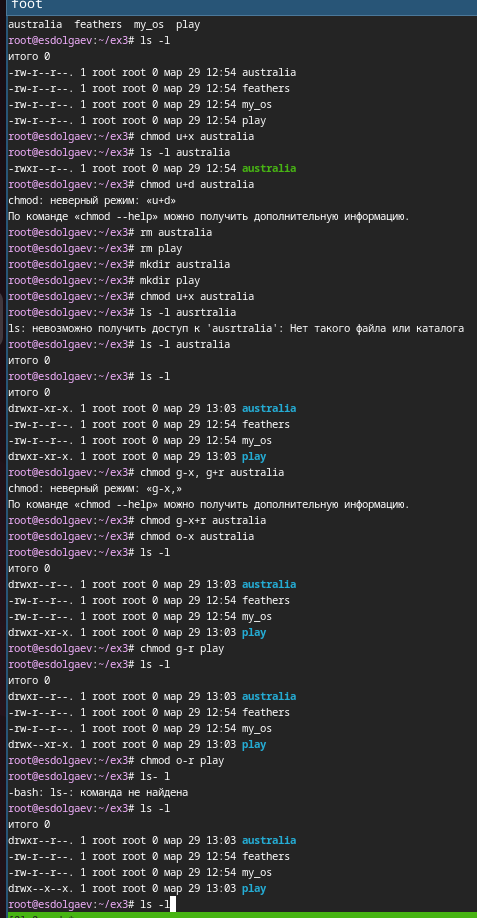 foot
australia  feathers  my_os  play
root@esdolgaev:~/ex3# ls -l
итого 0
-rw-r--r--. 1 root root 0 мар 29 12:54 australia
-rw-r--r--. 1 root root 0 мар 29 12:54 feathers
-rw-r--r--. 1 root root 0 мар 29 12:54 my_os
-rw-r--r--. 1 root root 0 мар 29 12:54 play
root@esdolgaev:~/ex3# chmod u+x australia
root@esdolgaev:~/ex3# ls -l australia
-rwxr--r--. 1 root root 0 мар 29 12:54 australia
root@esdolgaev:~/ex3# chmod u+d australia
chmod: неверный режим: «u+d»
По команде «chmod --help» можно получить дополнительную информацию.
root@esdolgaev:~/ex3# rm australia
root@esdolgaev:~/ex3# rm play
root@esdolgaev:~/ex3# mkdir australia
root@esdolgaev:~/ex3# mkdir play
root@esdolgaev:~/ex3# chmod u+x australia
root@esdolgaev:~/ex3# ls -l ausrtralia
ls: невозможно получить доступ к 'ausrtralia': Нет такого файла или каталога
root@esdolgaev:~/ex3# ls -l australia
итого 0
root@esdolgaev:~/ex3# ls -l
итого 0
drwxr-xr-x. 1 root root 0 мар 29 13:03 australia
-rw-r--r--. 1 root root 0 мар 29 12:54 feathers
-rw-r--r--. 1 root root 0 мар 29 12:54 my_os
drwxr-xr-x. 1 root root 0 мар 29 13:03 play
root@esdolgaev:~/ex3# chmod g-x, g+r australia
chmod: неверный режим: «g-x,»
По команде «chmod --help» можно получить дополнительную информацию.
root@esdolgaev:~/ex3# chmod g-x+r australia
root@esdolgaev:~/ex3# chmod o-x australia
root@esdolgaev:~/ex3# ls -l
итого 0
drwxr--r--. 1 root root 0 мар 29 13:03 australia
-rw-r--r--. 1 root root 0 мар 29 12:54 feathers
-rw-r--r--. 1 root root 0 мар 29 12:54 my_os
drwxr-xr-x. 1 root root 0 мар 29 13:03 play
root@esdolgaev:~/ex3# chmod g-r play
root@esdolgaev:~/ex3# ls -l
итого 0
drwxr--r--. 1 root root 0 мар 29 13:03 australia
-rw-r--r--. 1 root root 0 мар 29 12:54 feathers
-rw-r--r--. 1 root root 0 мар 29 12:54 my_os
drwx--xr-x. 1 root root 0 мар 29 13:03 play
root@esdolgaev:~/ex3# chmod o-r play
root@esdolgaev:~/ex3# ls- l
-bash: ls-: команда не найдена
root@esdolgaev:~/ex3# ls -l
итого 0
drwxr--r--. 1 root root 0 мар 29 13:03 australia
-rw-r--r--. 1 root root 0 мар 29 12:54 feathers
-rw-r--r--. 1 root root 0 мар 29 12:54 my_os
drwx--x--x. 1 root root 0 мар 29 13:03 play
root@esdolgaev:~/ex3# ls -l